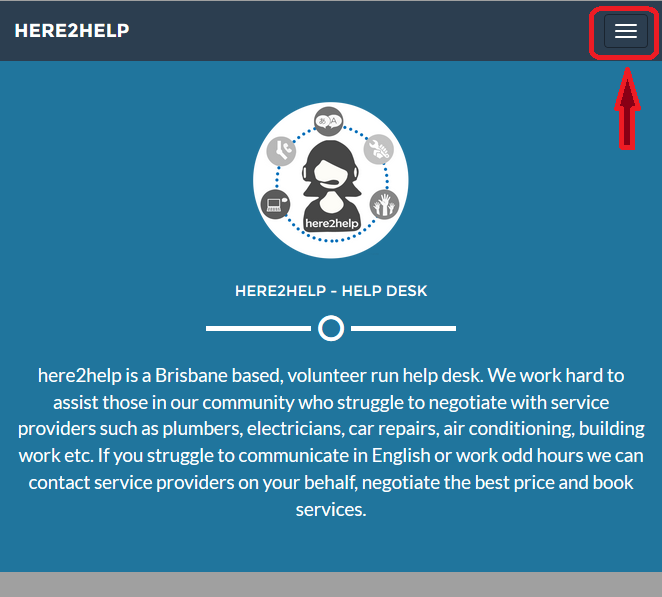 HERE2HELP
あ A
here2help
HERE2HELP - HELP DESK
here2help is a Brisbane based, volunteer run help desk. We work hard to
assist those in our community who struggle to negotiate with service
providers such as plumbers, electricians, car repairs, air conditioning, building
work etc. If you struggle to communicate in English or work odd hours we can
contact service providers on your behalf, negotiate the best price and book
services.